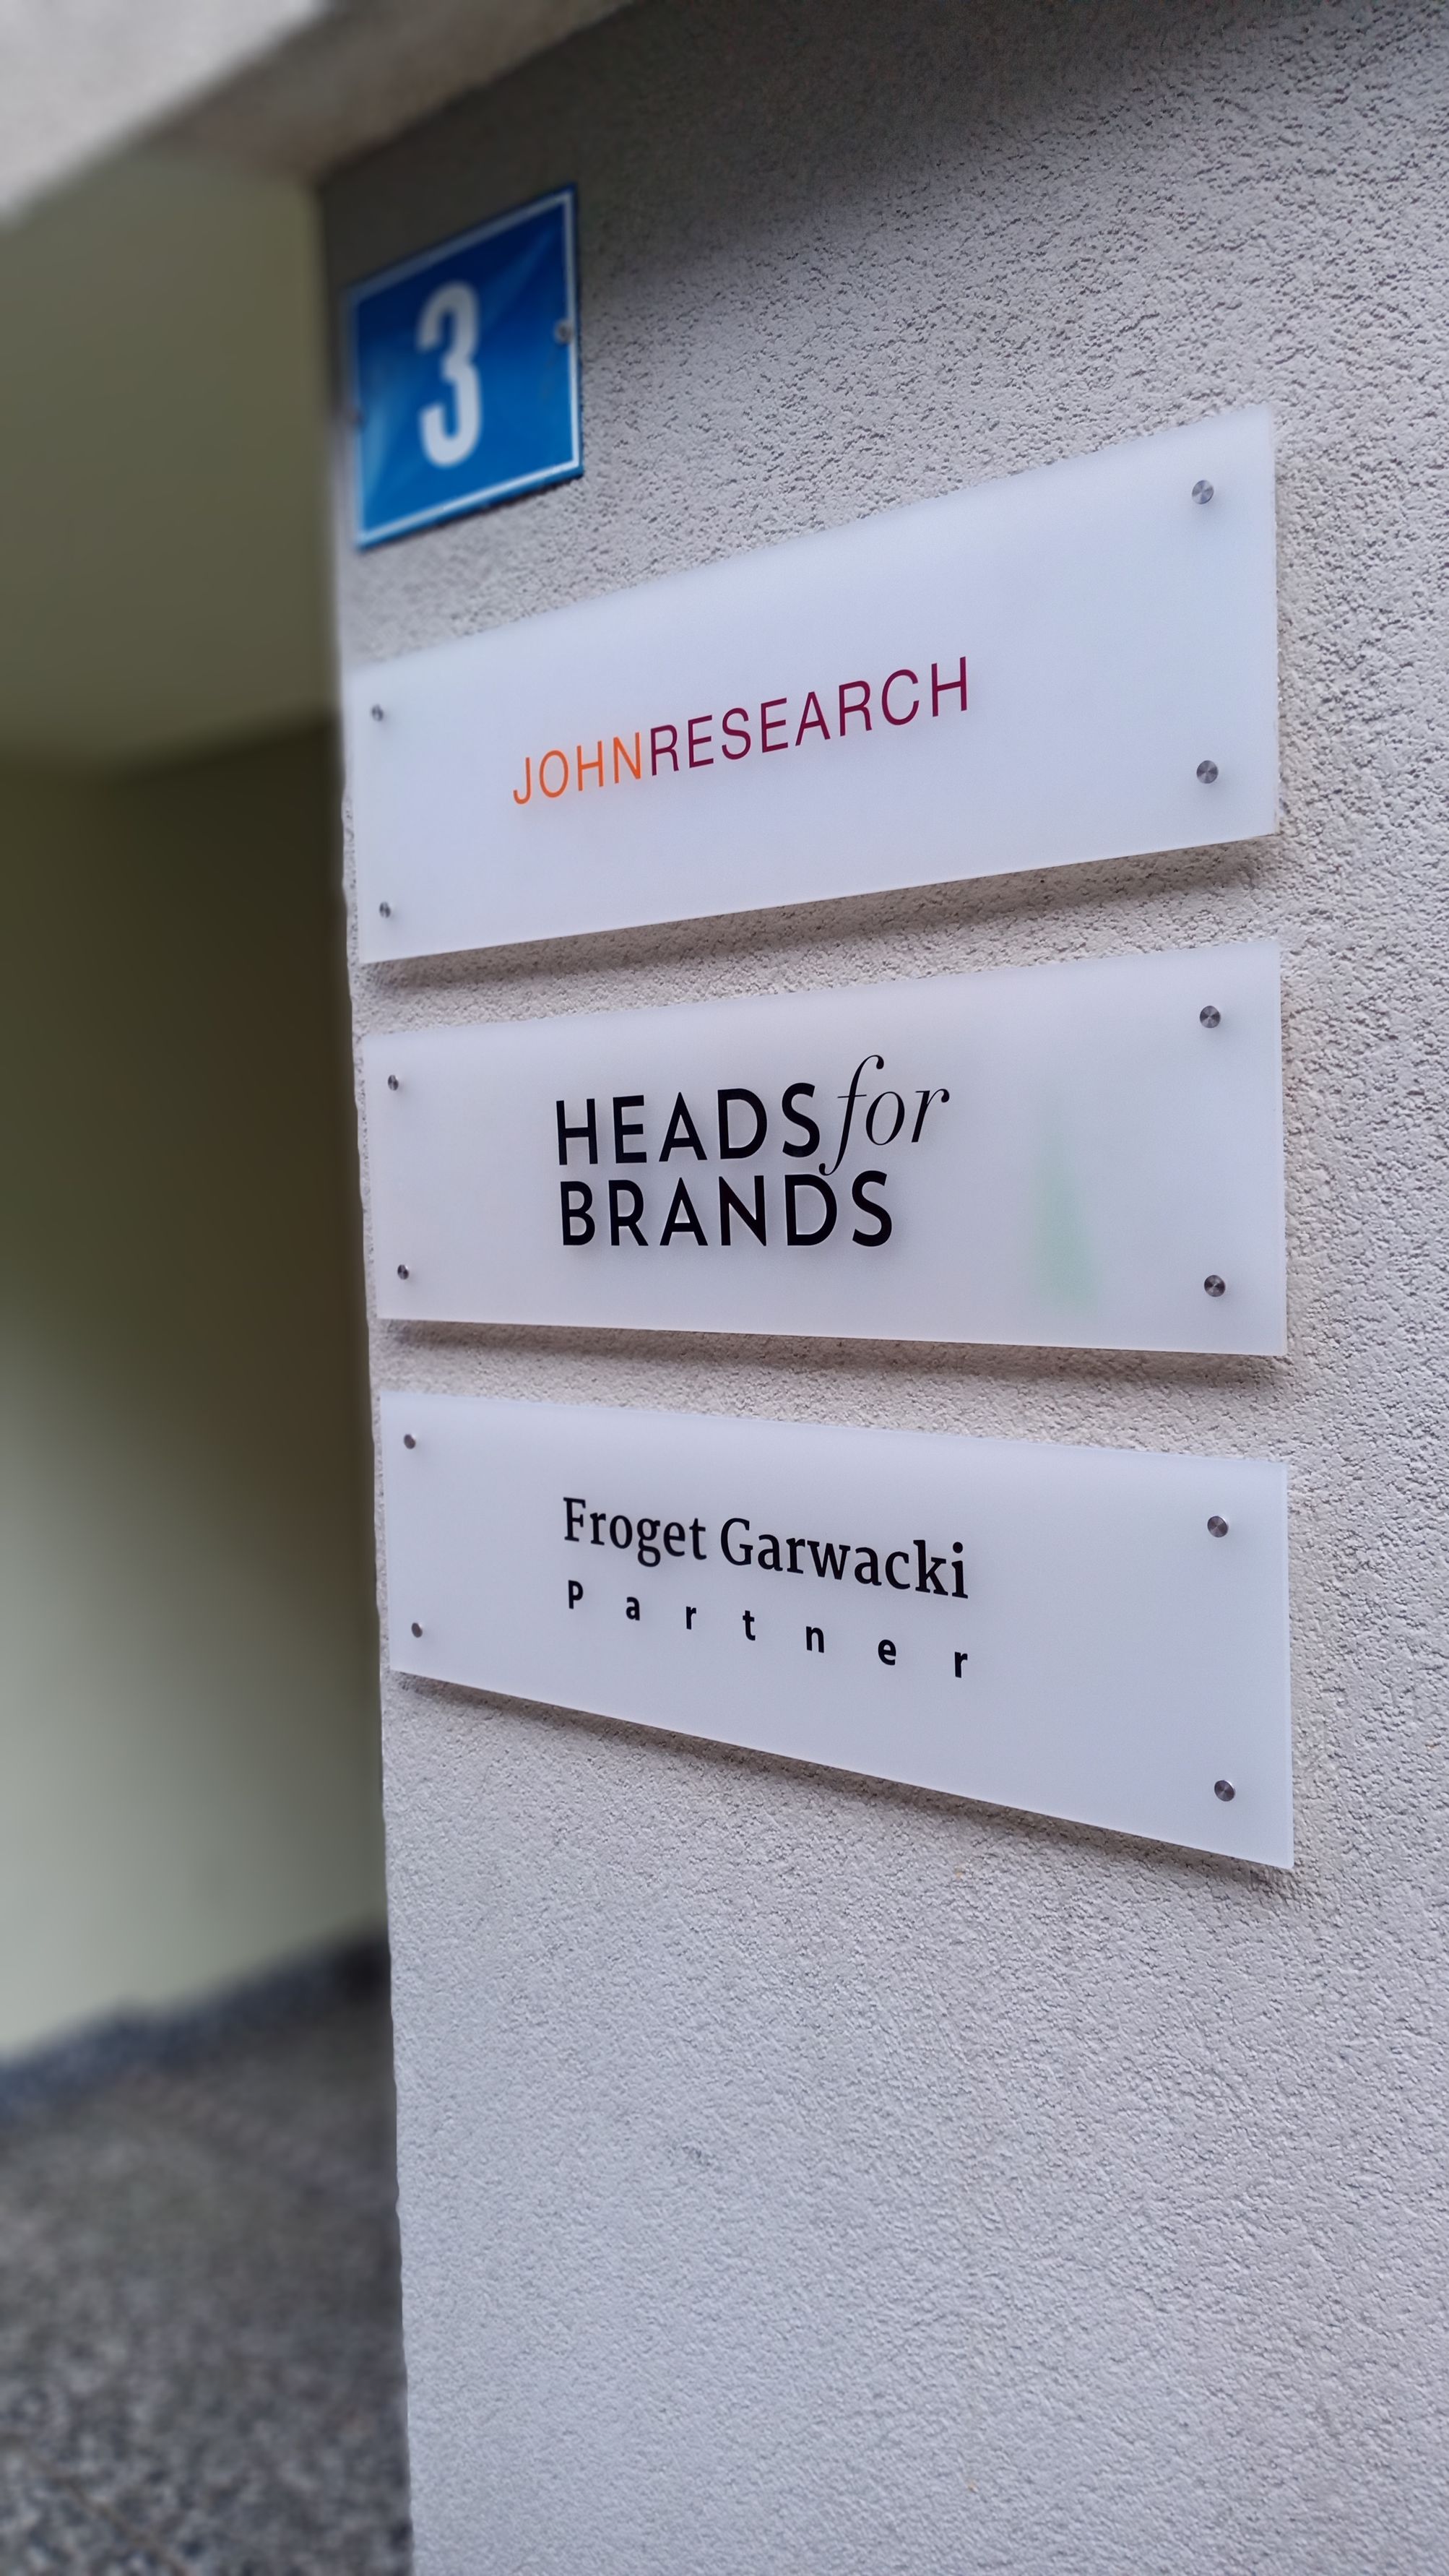 3
JOHNRESEARCH
HEADS for
BRANDS
Froget Garwacki
Partner